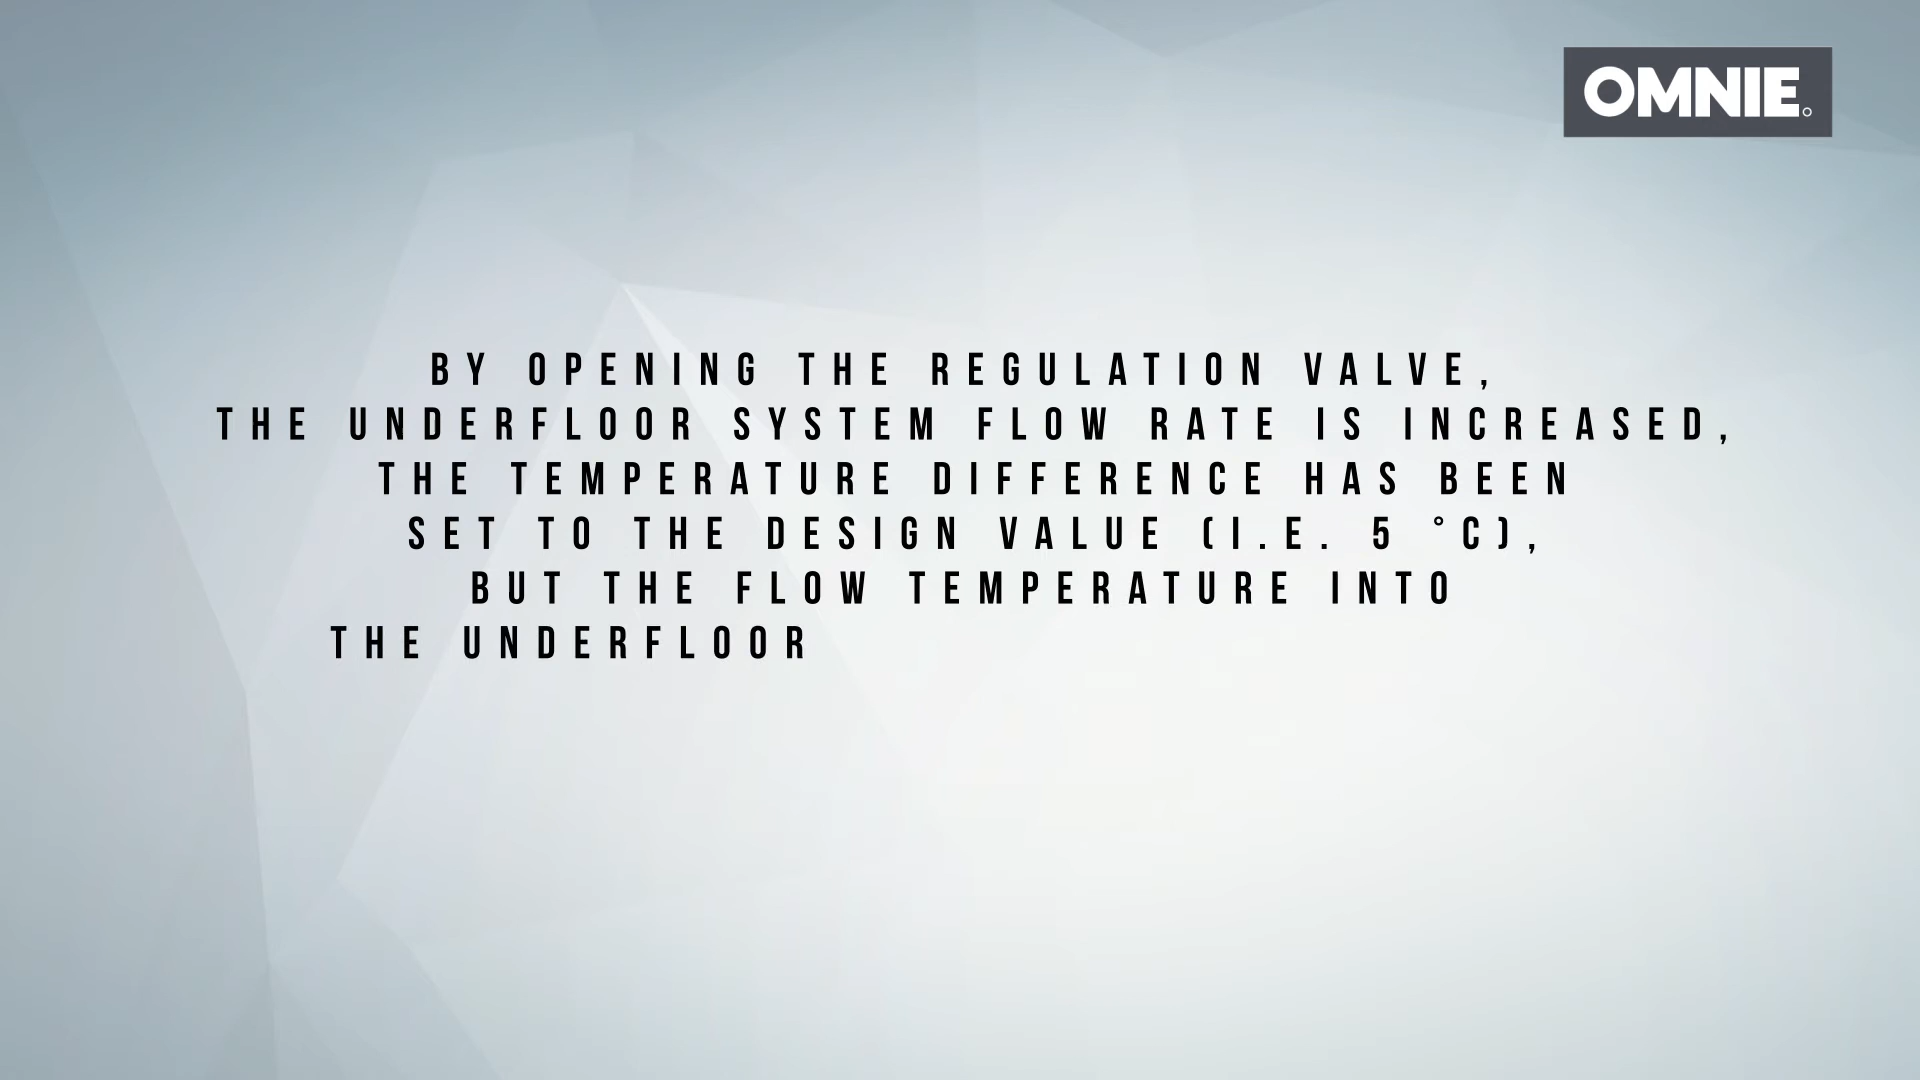 OMNIE
BY OPENING THE REGULATION VALVE,
THE UNDERFLOOR SYSTEM FLOW RATE IS INCREASED,
THE TEMPERATURE DIFFERENCE HAS BEEN
SET TO THE DESIGN VALUE (I.E. 5 °C),
BUT THE FLOW TEMPERATURE INTO
THE UNDERFLOOR